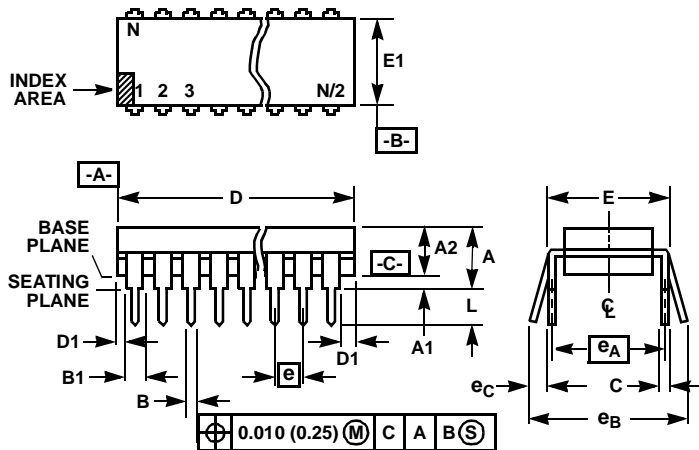 N
E1
INDEX
AREA
1 2 3 N/2
-B-
-A-
D
E
BASE
PLANE
A2
A
-C-
SEATING
PLANE
L
C L
D1
A1
D1
eA
B1
e
eC
C
B
eB
0.010 (0.25) M C A B S